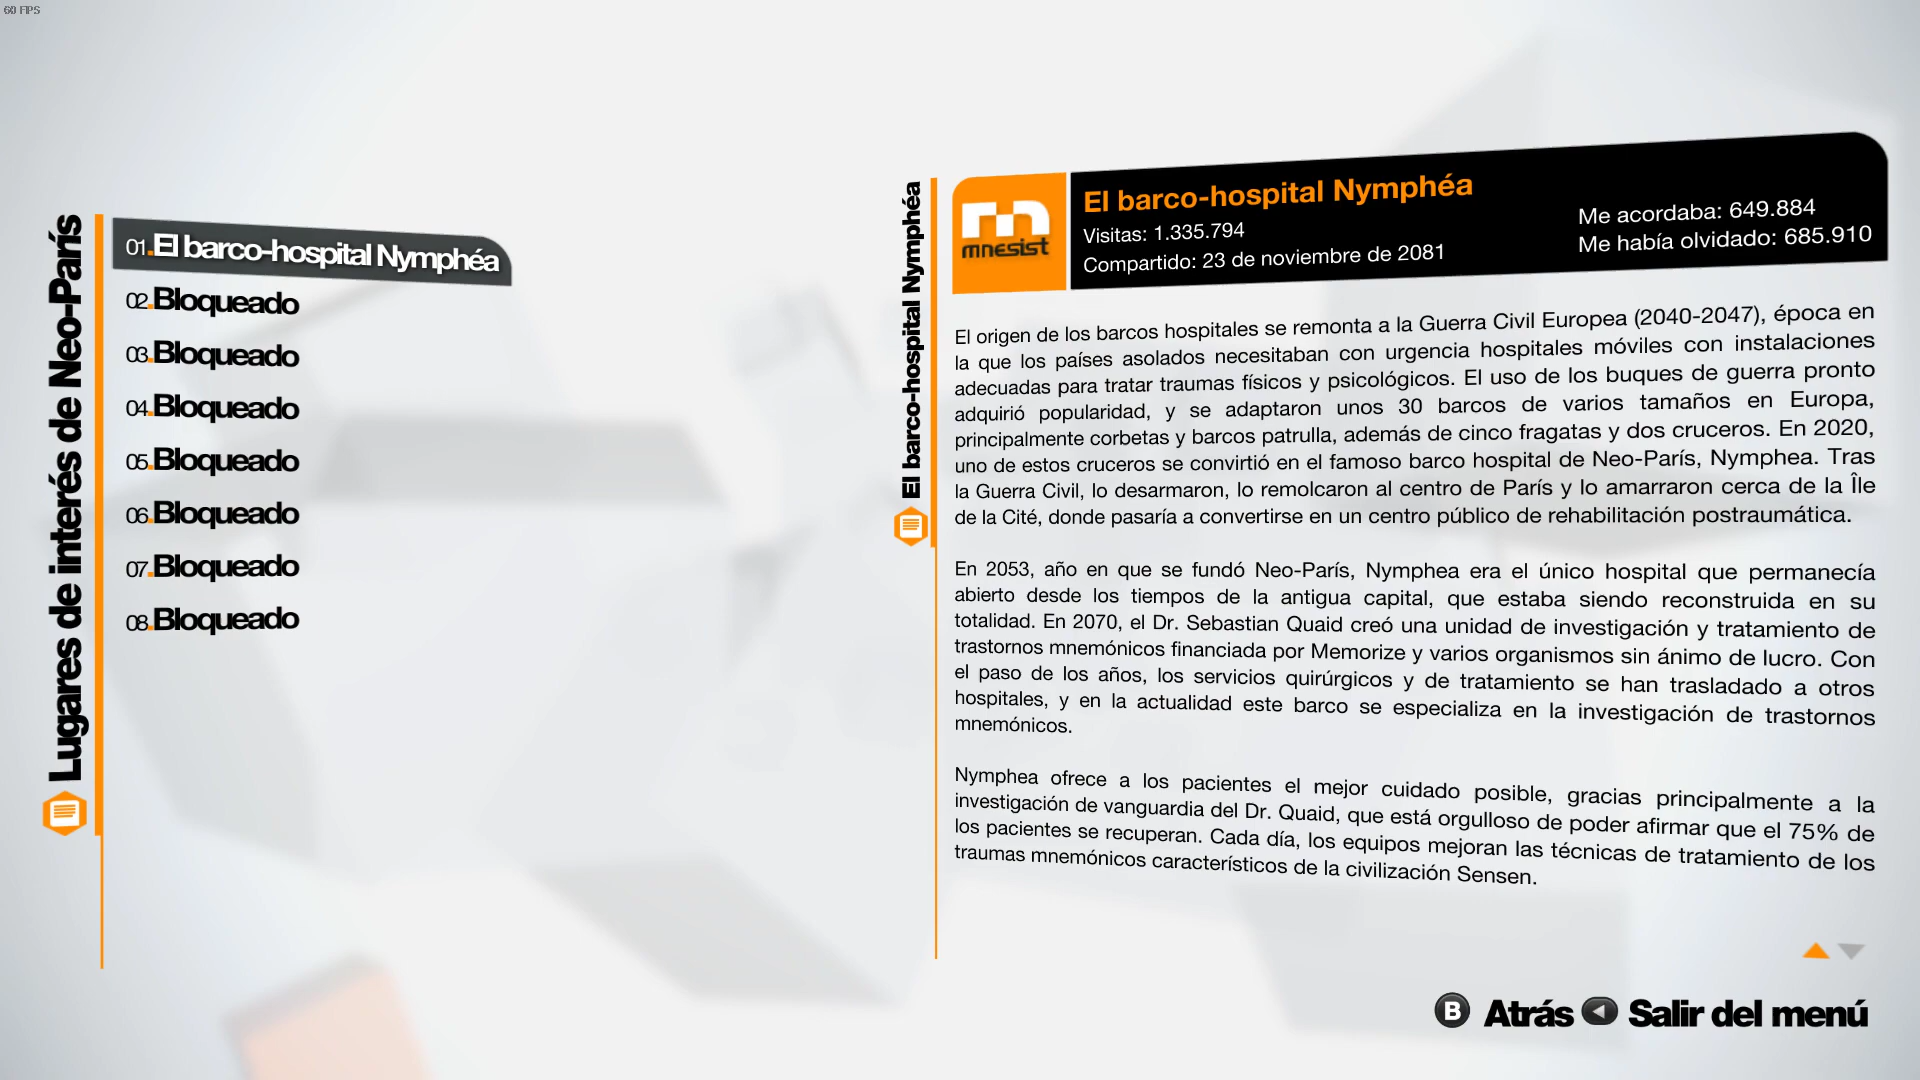 60 FPS
Lugares de interés de Neo-París
01.El barco-hospital Nymphéa
02.Bloqueado
03.Bloqueado
04.Bloqueado
05.Bloqueado
06.Bloqueado
07.Bloqueado
08.Bloqueado
El barco-hospital Nymphéa
mnesist
El barco-hospital Nymphéa
Visitas: 1.335.794
Compartido: 23 de noviembre de 2081
Me acordaba: 649.884
Me había olvidado: 685.910
El origen de los barcos hospitales se remonta a la Guerra Civil Europea (2040-2047), época en
la que los países asolados necesitaban con urgencia hospitales móviles con instalaciones
adecuadas para tratar traumas físicos y psicológicos. El uso de los buques de guerra pronto
adquirió popularidad, y se adaptaron unos 30 barcos de varios tamaños en Europa,
principalmente corbetas y barcos patrulla, además de cinco fragatas y dos cruceros. En 2020,
uno de estos cruceros se convirtió en el famoso barco hospital de Neo-París, Nymphea. Tras
la Guerra Civil, lo desarmaron, lo remolcaron al centro de París y lo amarraron cerca de la Île
de la Cité, donde pasaría a convertirse en un centro público de rehabilitación postraumática.
En 2053, año en que se fundó Neo-París, Nymphea era el único hospital que permanecía
abierto desde los tiempos de la antigua capital, que estaba siendo reconstruida en su
totalidad. En 2070, el Dr. Sebastian Quaid creó una unidad de investigación y tratamiento de
trastornos mnemónicos financiada por Memorize y varios organismos sin ánimo de lucro. Con
el paso de los años, los servicios quirúrgicos y de tratamiento se han trasladado a otros
hospitales, y en la actualidad este barco se especializa en la investigación de trastornos
mnemónicos.
Nymphea ofrece a los pacientes el mejor cuidado posible, gracias principalmente a la
investigación de vanguardia del Dr. Quaid, que está orgulloso de poder afirmar que el 75% de
los pacientes se recuperan. Cada día, los equipos mejoran las técnicas de tratamiento de los
traumas mnemónicos característicos de la civilización Sensen.
B Atrás Salir del menú